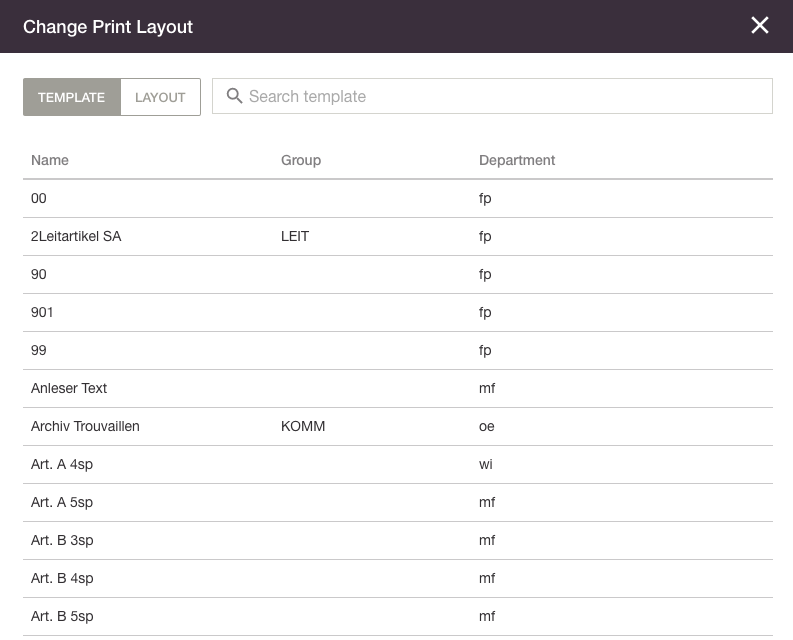 Change Print Layout
TEMPLATE LAYOUT Search template
Name Group Department
00 fp
2Leitartikel SA LEIT fp
90 fp
901 fp
99 fp
Anleser Text mf
Archiv Trouvaillen KOMM oe
Art. A 4sp wi
Art. A 5sp mf
Art. B 3sp mf
Art. B 4sp mf
Art. B 5sp mf